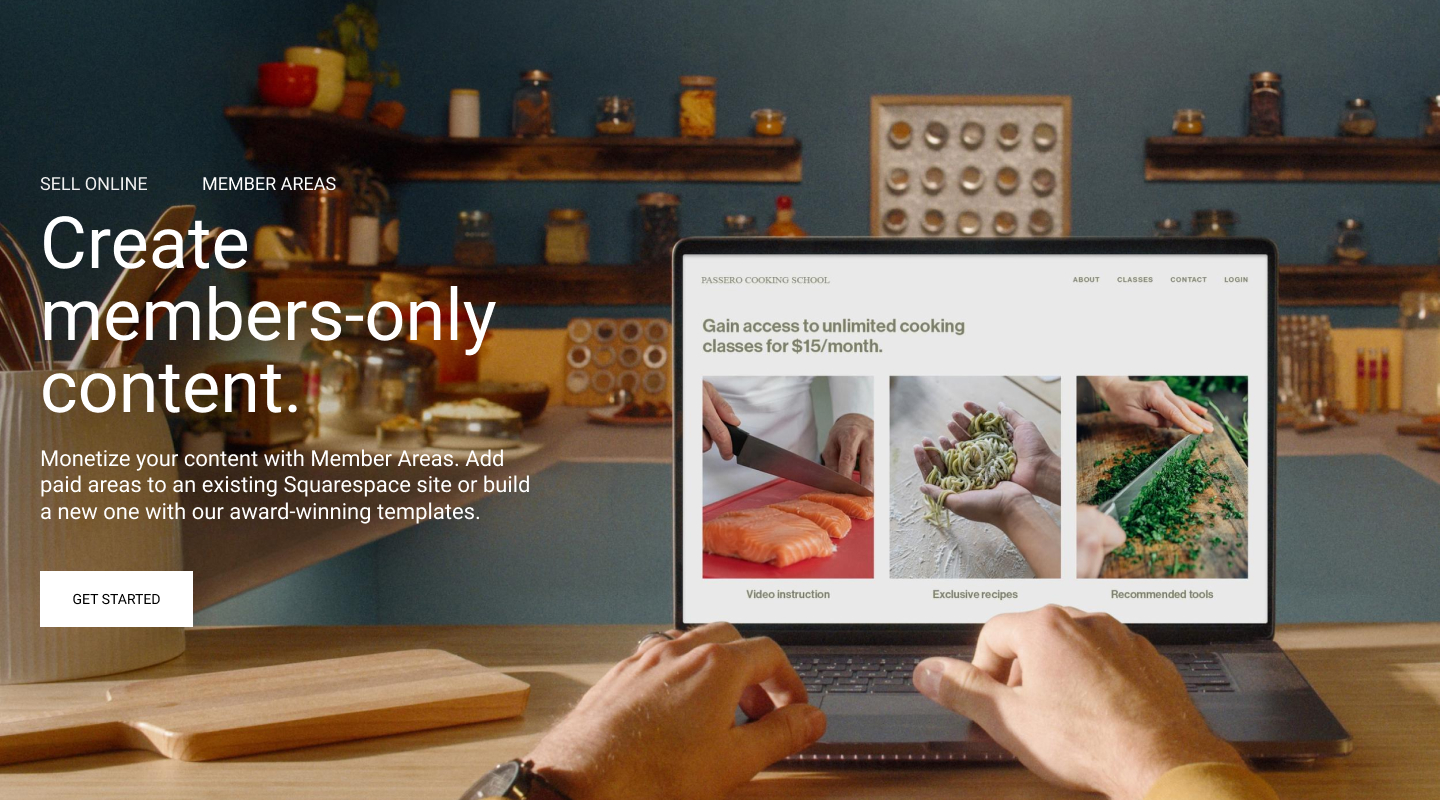 SELL ONLINE MEMBER AREAS
Create
members-only
content.
Monetize your content with Member Areas. Add
paid areas to an existing Squarespace site or build
a new one with our award-winning templates.
GET STARTED
PASSERO COOKING SCHOOL ABOUT CLASSES CONTACT LOGIN
Gain access to unlimited cooking
classes for $15/month.
Video instruction Exclusive recipes Recommended tools